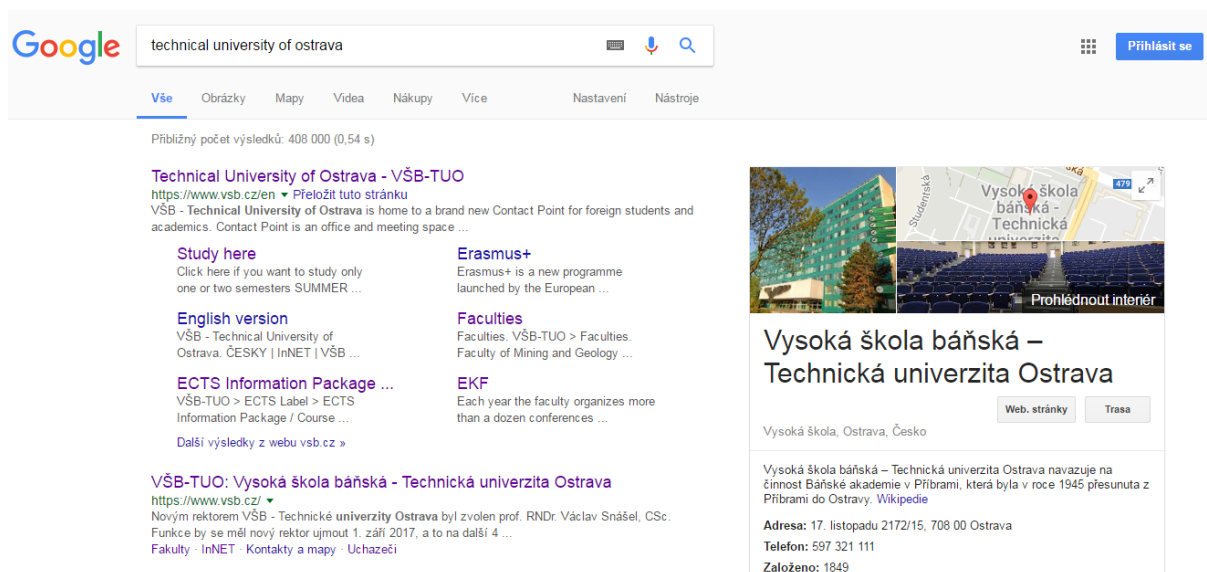 Google
technical university of ostrava
Přihlásit se
Vše Obrázky Mapy Videa Nákupy Více Nastavení Nástroje
Přibližný počet výsledků: 408 000 (0,54 s)
Technical University of Ostrava - VŠB-TUO
https://www.vsb.cz/en ▼ Přeložit tuto stránku
VŠB - Technical University of Ostrava is home to a brand new Contact Point for foreign students and
academics. Contact Point is an office and meeting space ...
Study here
Click here if you want to study only
one or two semesters SUMMER ...
Erasmus+
Erasmus+ is a new programme
launched by the European ...
English version
VŠB - Technical University of
Ostrava. ČESKY | InNET | VŠB ...
Faculties
Faculties. VŠB-TUO > Faculties.
Faculty of Mining and Geology ...
ECTS Information Package ...
VŠB-TUO > ECTS Label > ECTS
Information Package / Course ...
EKF
Each year the faculty organizes more
than a dozen conferences ...
Další výsledky z webu vsb.cz »
VŠB-TUO: Vysoká škola báňská - Technická univerzita Ostrava
https://www.vsb.cz/ ▼
Novým rektorem VŠB - Technické univerzity Ostrava byl zvolen prof. RNDr. Václav Snášel, CSc.
Funkce by se měl nový rektor ujmout 1. září 2017, a to na další 4 ...
Fakulty · InNET · Kontakty a mapy · Uchazeči
Studentská
Vysoká škola
báňská -
Technická
univerzita
479
Prohlédnout interiér
Vysoká škola báňská –
Technická univerzita Ostrava
Web. stránky
Trasa
Vysoká škola, Ostrava, Česko
Vysoká škola báňská – Technická univerzita Ostrava navazuje na
činnost Báňské akademie v Příbrami, která byla v roce 1945 přesunuta z
Příbrami do Ostravy. Wikipedie
Adresa: 17. listopadu 2172/15, 708 00 Ostrava
Telefon: 597 321 111
Založeno: 1849